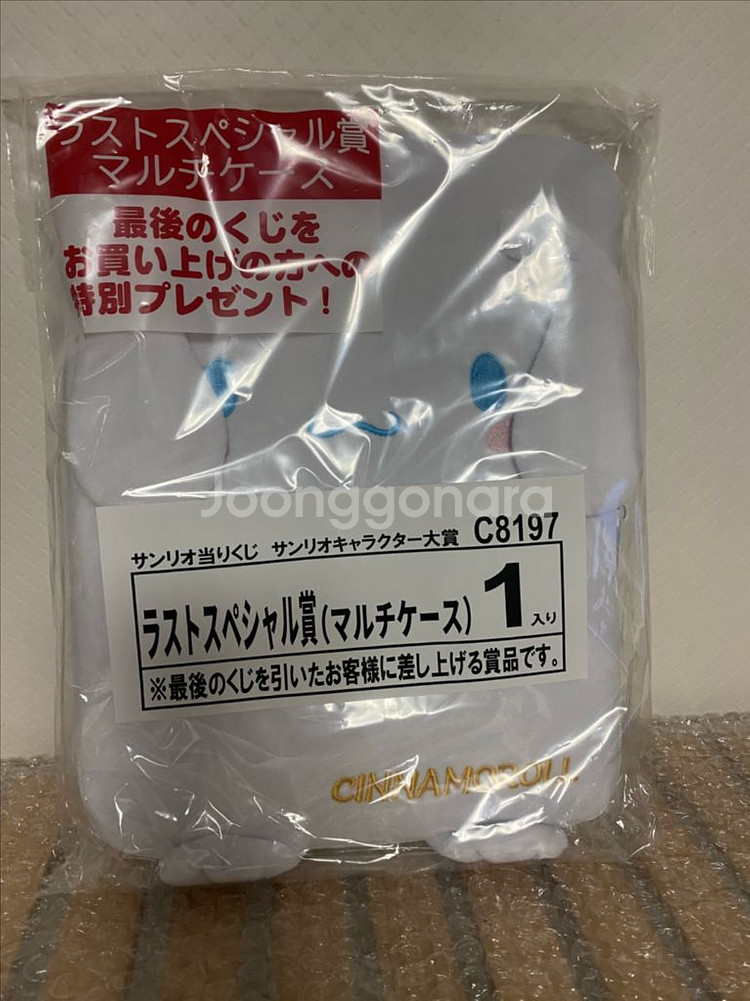 ラストスペシャル賞
マルチケース
最後のくじを
お買い上げの方への
特別プレゼント！
Joonggonara
サンリオ当りくじ サンリオキャラクター大賞 C8197
ラストスペシャル賞(マルチケース) 1入り
※最後のくじを引いたお客様に差し上げる賞品です。
CINNAMOROLL